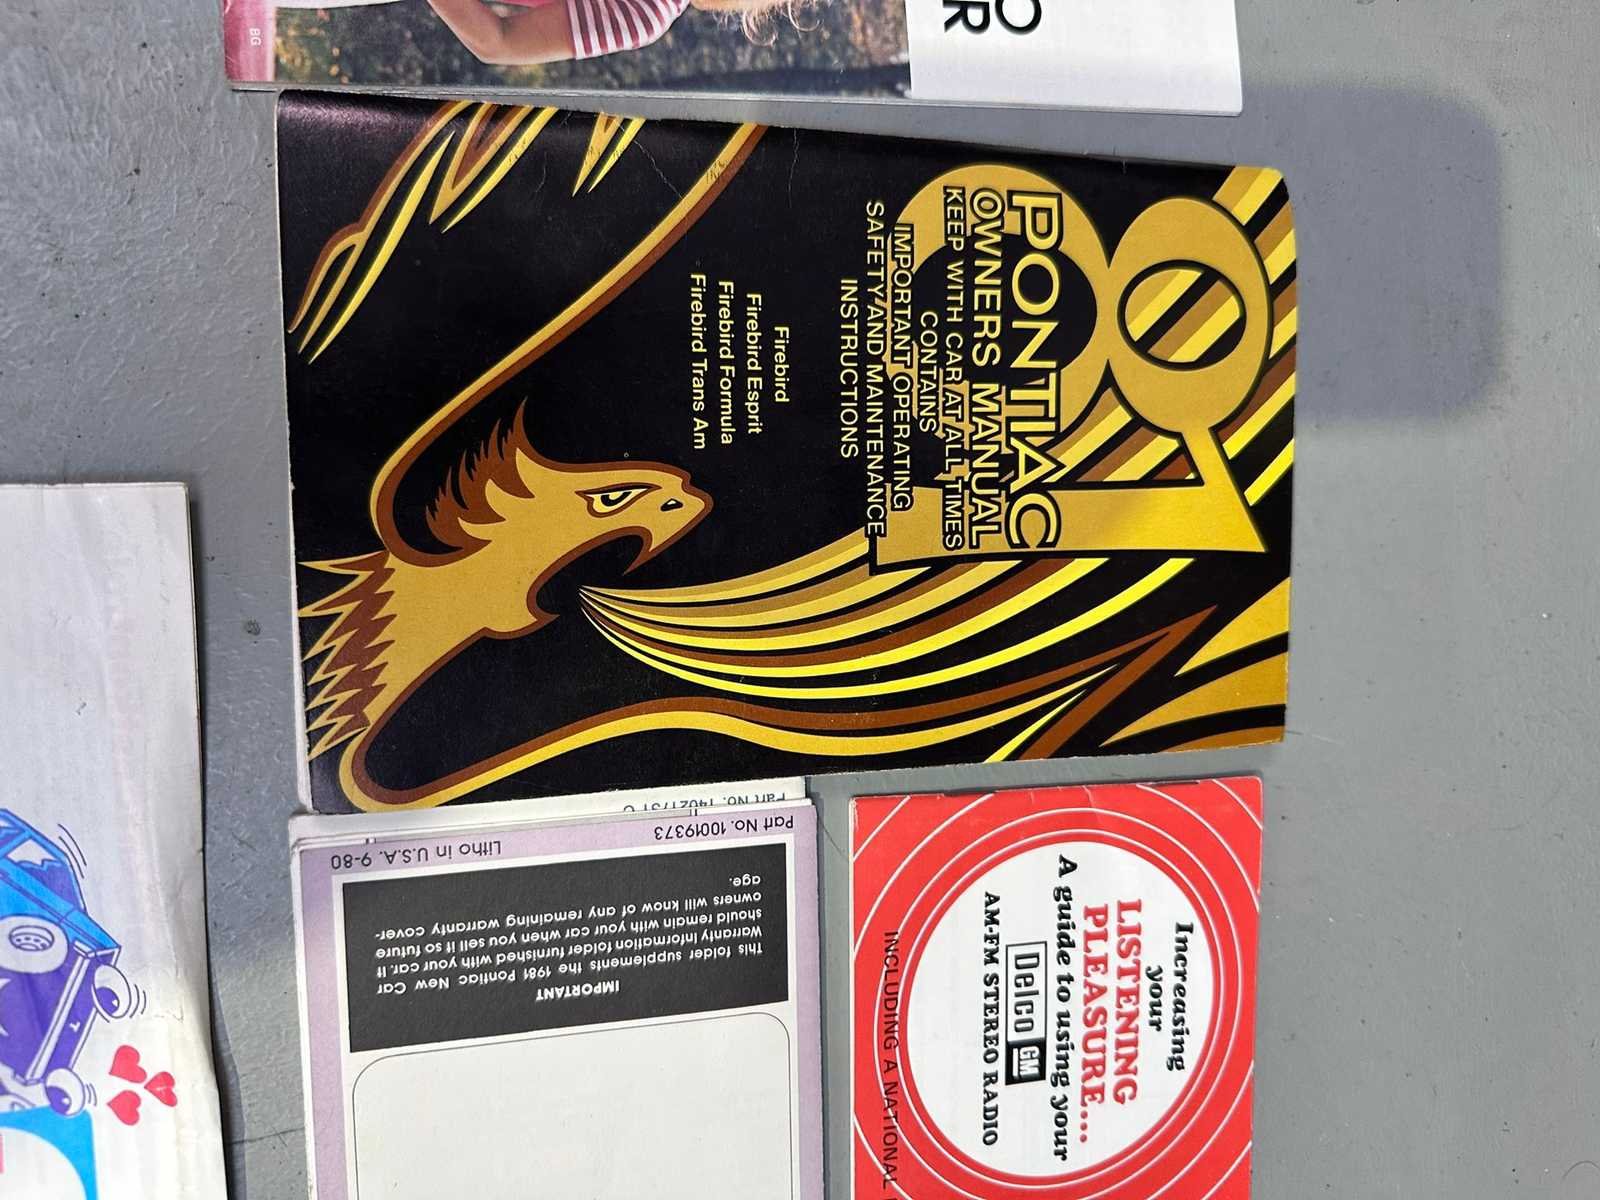 81
PONTIAC
OWNERS MANUAL
KEEP WITH CAR AT ALL TIMES
CONTAINS
IMPORTANT OPERATING
SAFETY AND MAINTENANCE
INSTRUCTIONS
Firebird
Firebird Esprit
Firebird Formula
Firebird Trans Am
Increasing
your
LISTENING
PLEASURE...
A guide to using your
Delco GM
AM-FM STEREO RADIO
INCLUDING A NATIONAL
IMPORTANT
This folder supplements the 1981 Pontiac New Car
Warranty Information folder furnished with your car. It
should remain with your car when you sell it so future
owners will know of any remaining warranty cover-
age.
Litho in U.S.A. 9-80
Part No. 10019373
Part No.
BG